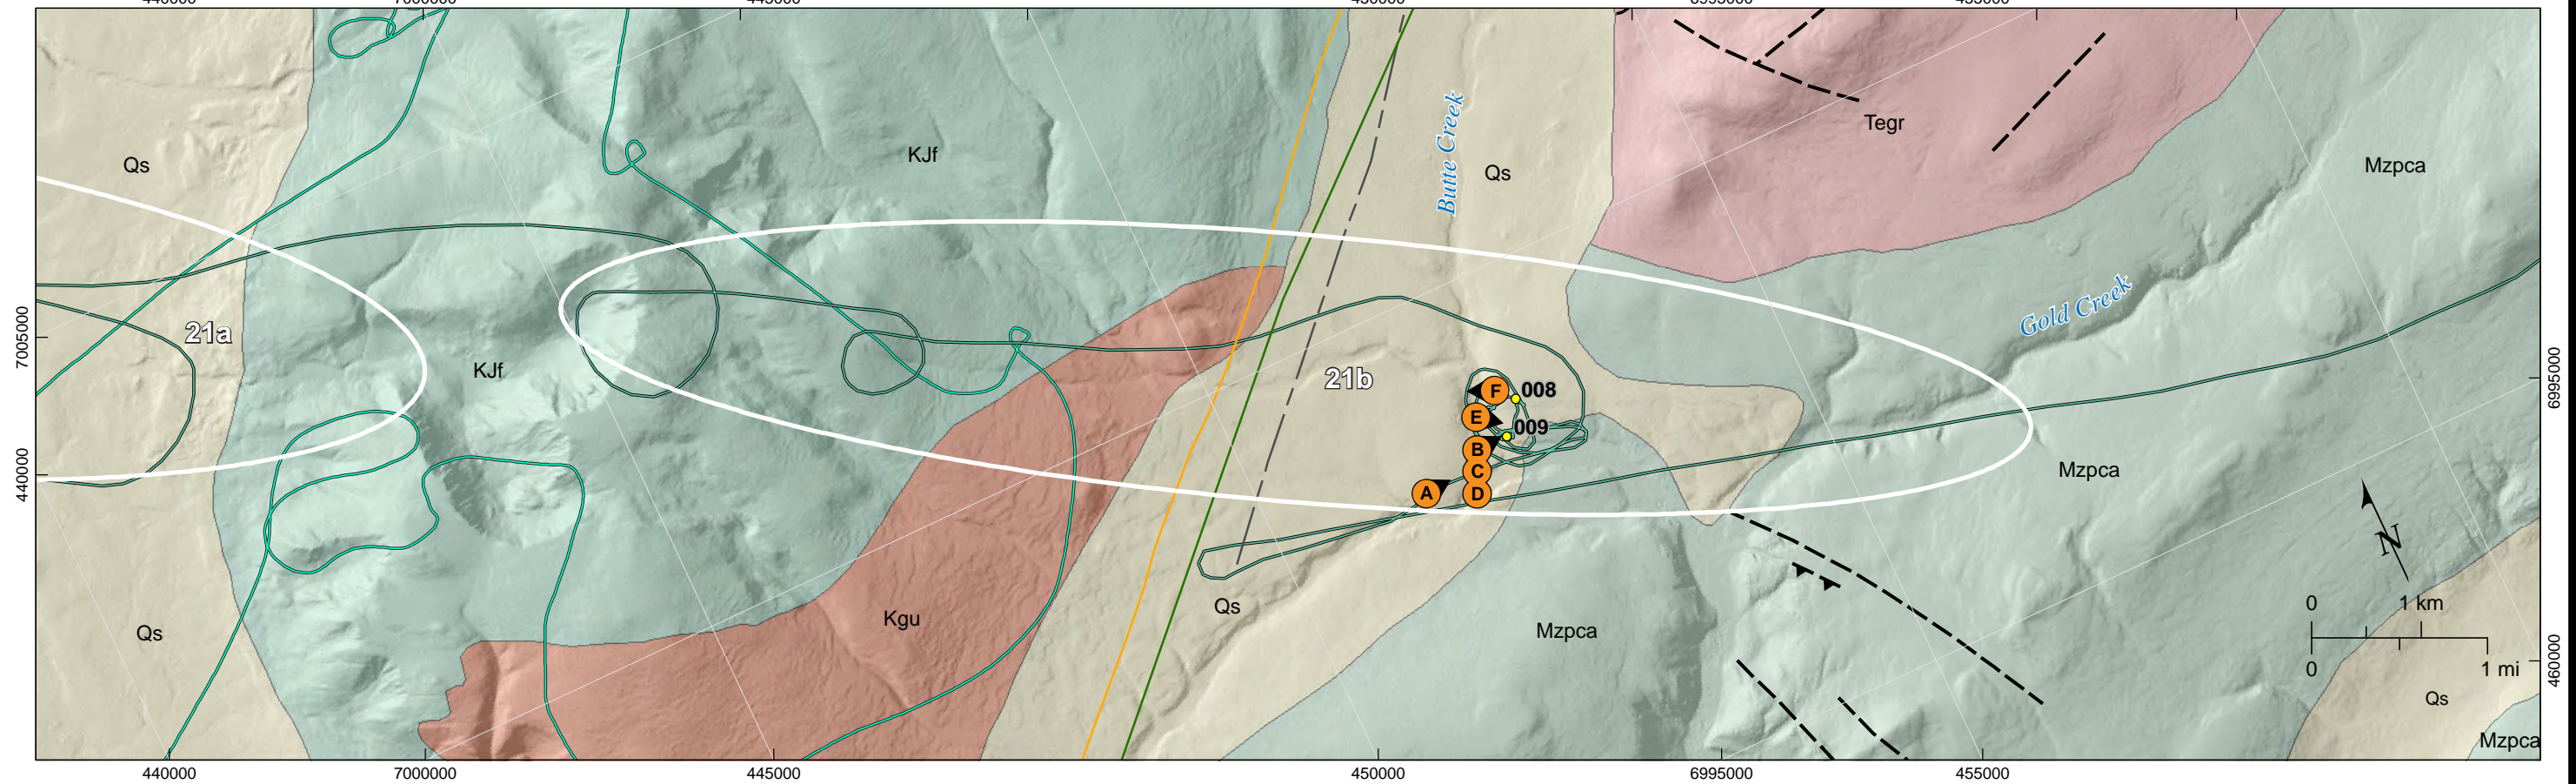 440000 7000000 445000 450000 6995000 455000
Tegr
Butte Creek
KJf
Qs
Qs
Mzpca
Gold Creek
7005000
21a
KJf
21b
F
008
6995000
E
009
B
C
A
D
440000
Mzpca
N
0 1 km
0 1 mi
Qs
Kgu
Mzpca
Qs
460000
Qs
Mzpca
440000 7000000 445000 450000 6995000 455000